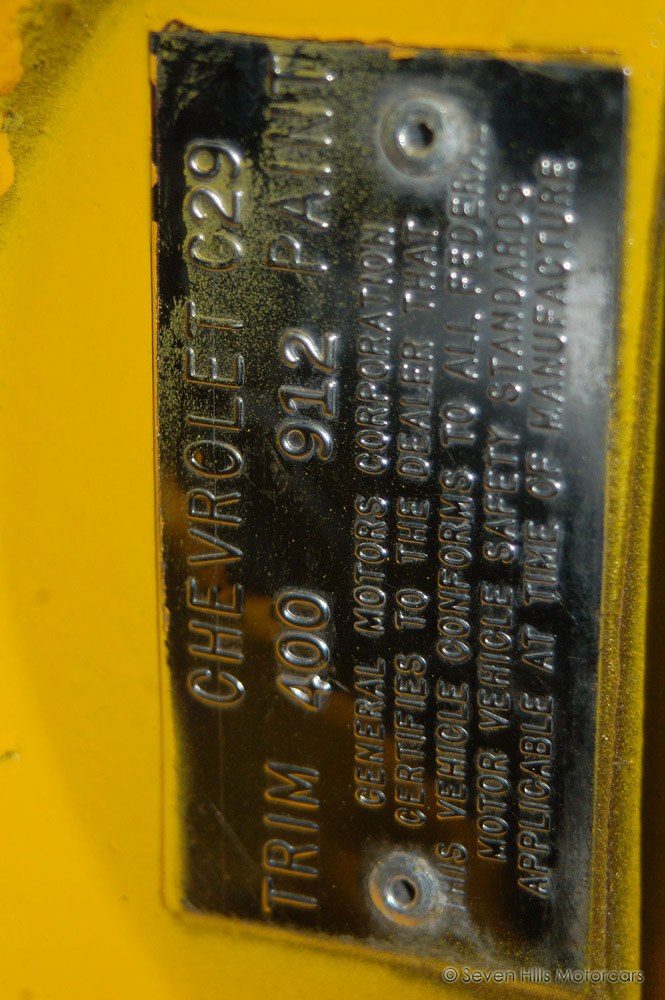 CHEVROLET C29
TRIM 400 912 PAINT
GENERAL MOTORS CORPORATION
CERTIFIES TO THE DEALER THAT
THIS VEHICLE CONFORMS TO ALL FEDERAL
MOTOR VEHICLE SAFETY STANDARDS
APPLICABLE AT TIME OF MANUFACTURE
© Seven Hills Motorcars